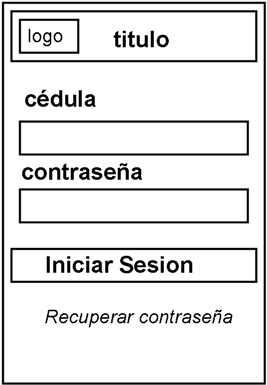 logo
titulo
cédula
contraseña
Iniciar Sesion
Recuperar contraseña